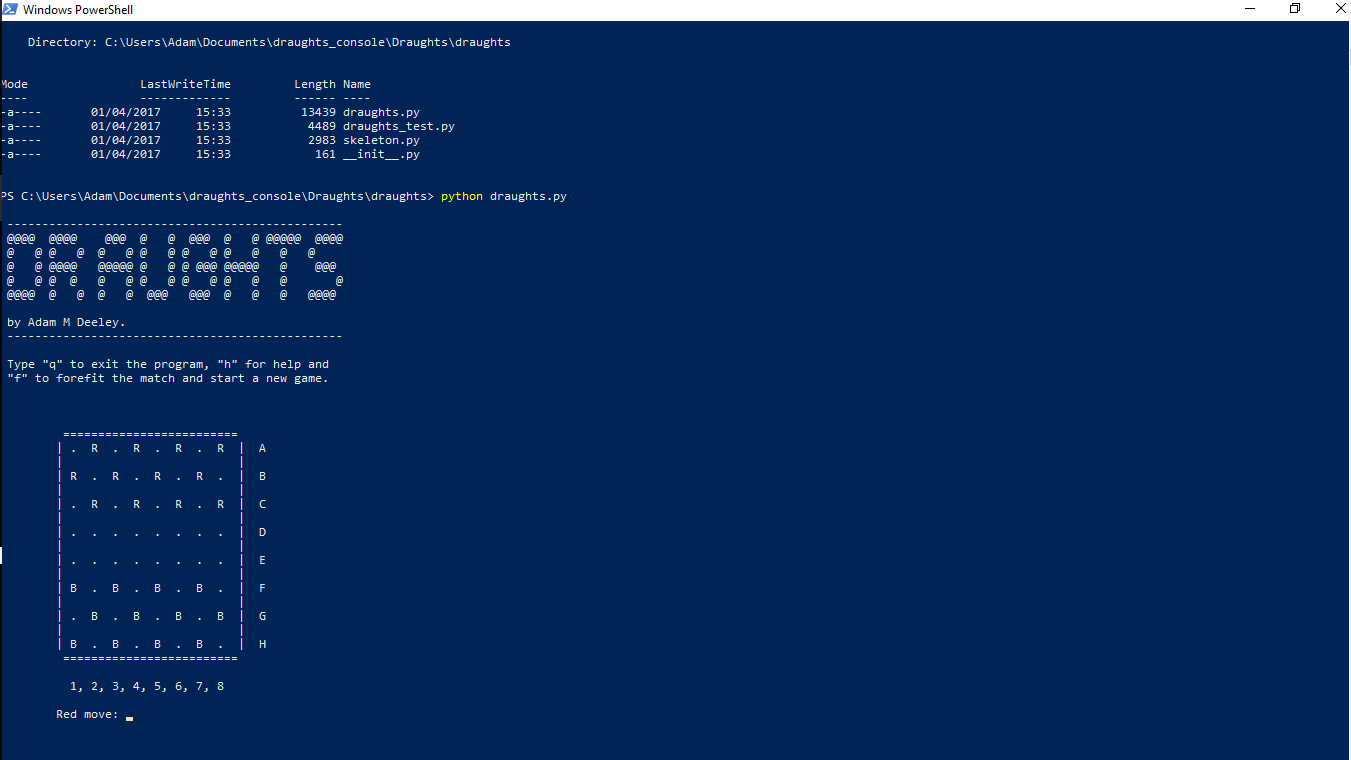 Windows PowerShell
    Directory: C:\Users\Adam\Documents\draughts_console\Draughts\draughts
Mode                LastWriteTime         Length Name
----                -------------         ------ ----
-a----       01/04/2017     15:33          13439 draughts.py
-a----       01/04/2017     15:33           4489 draughts_test.py
-a----       01/04/2017     15:33           2983 skeleton.py
-a----       01/04/2017     15:33            161 __init__.py
PS C:\Users\Adam\Documents\draughts_console\Draughts\draughts> python draughts.py
 ------------------------------------------------
 @@@@  @@@@    @@@  @   @  @@@  @   @ @@@@@  @@@@
 @   @ @   @  @   @ @   @ @   @ @   @   @   @
 @   @ @@@@   @@@@@ @   @ @ @@@ @@@@@   @    @@@
 @   @ @  @   @   @ @   @ @   @ @   @   @       @
 @@@@  @   @  @   @  @@@   @@@  @   @   @   @@@@
 by Adam M Deeley.
 ------------------------------------------------
 Type "q" to exit the program, "h" for help and
 "f" to forefit the match and start a new game.
         =========================
        | .  R  .  R  .  R  .  R  |  A
        |                         |
        | R  .  R  .  R  .  R  .  |  B
        |                         |
        | .  R  .  R  .  R  .  R  |  C
        |                         |
        | .  .  .  .  .  .  .  .  |  D
        |                         |
        | .  .  .  .  .  .  .  .  |  E
        |                         |
        | B  .  B  .  B  .  B  .  |  F
        |                         |
        | .  B  .  B  .  B  .  B  |  G
        |                         |
        | B  .  B  .  B  .  B  .  |  H
         =========================
          1, 2, 3, 4, 5, 6, 7, 8
        Red move: